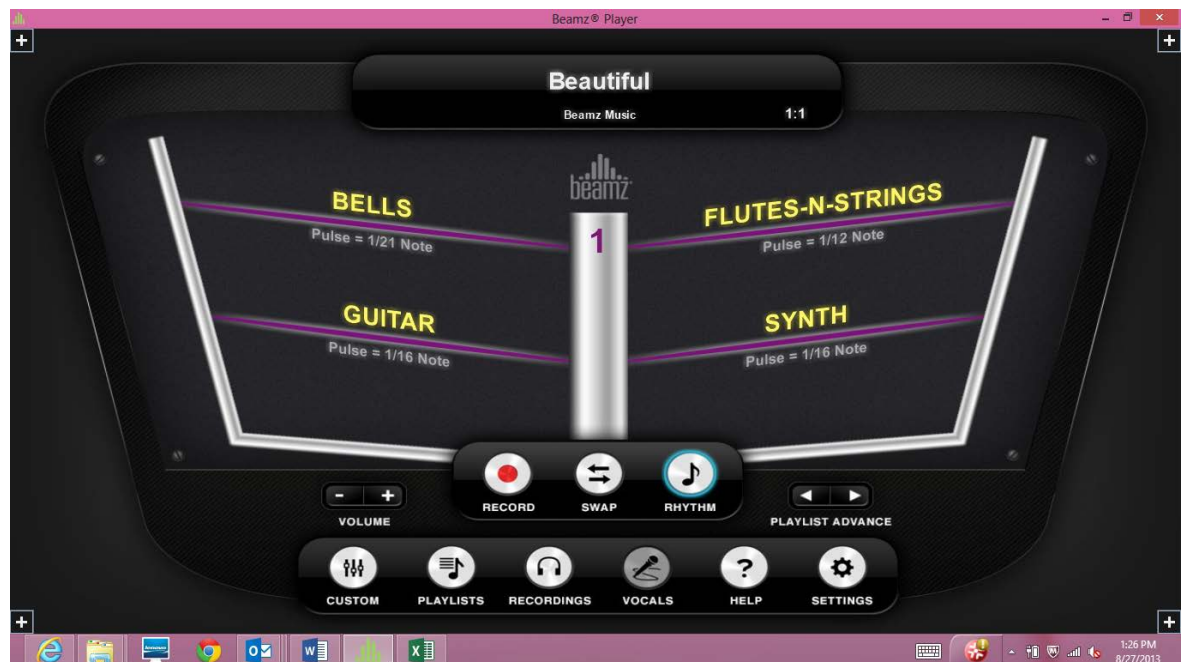 Beamz® Player
Beautiful
Beamz Music 1:1
beamz
BELLS
Pulse = 1/21 Note
FLUTES-N-STRINGS
Pulse = 1/12 Note
1
GUITAR
Pulse = 1/16 Note
SYNTH
Pulse = 1/16 Note
RECORD SWAP RHYTHM
- + VOLUME
PLAYLIST ADVANCE
CUSTOM PLAYLISTS RECORDINGS VOCALS HELP SETTINGS
1:26 PM
8/27/2013